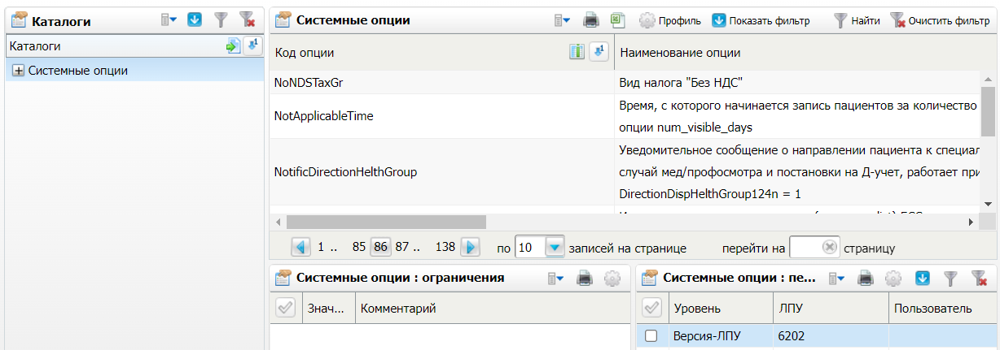 Каталоги
Каталоги
Системные опции
Системные опции
Профиль
Показать фильтр
Найти
Очистить фильтр
Код опции
Наименование опции
NoNDSTaxGr
Вид налога "Без НДС"
NotApplicableTime
Время, с которого начинается запись пациентов за количество
опции num_visible_days
NotificDirectionHelthGroup
Уведомительное сообщение о направлении пациента к специал
случай мед/профосмотра и постановки на Д-учет, работает при
DirectionDispHelthGroup124n = 1
1 .. 85 86 87 .. 138 по 10 записей на странице перейти на страницу
Системные опции : ограничения
Знач... Комментарий
Системные опции : пе...
Уровень ЛПУ Пользователь
Версия-ЛПУ 6202